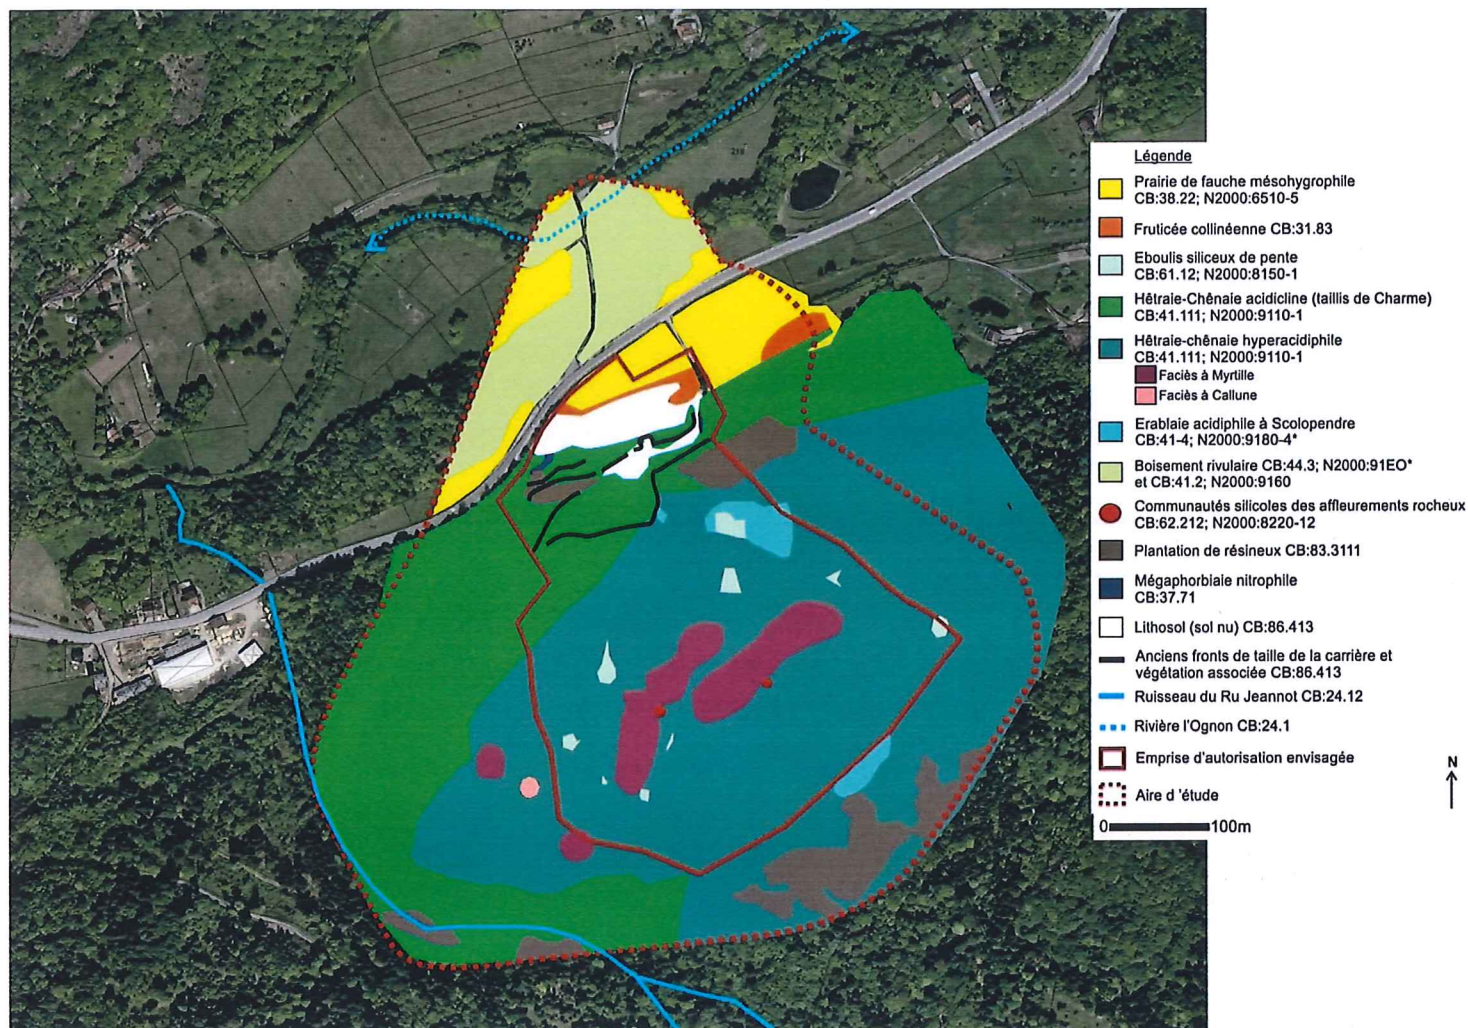 Légende
Prairie de fauche mésohygrophile
CB:38.22; N2000:6510-5
Fruticée collinéenne CB:31.83
Eboulis siliceux de pente
CB:61.12; N2000:8150-1
Hêtraie-Chênaie acidicline (taillis de Charme)
CB:41.111; N2000:9110-1
Hêtraie-chênaie hyperacidiphile
CB:41.111; N2000:9110-1
Faciès à Myrtille
Faciès à Callune
Erablaie acidiphile à Scolopendre
CB:41-4; N2000:9180-4*
Boisement rivulaire CB:44.3; N2000:91EO*
et CB:41.2; N2000:9160
Communautés silicoles des affleurements rocheux
CB:62.212; N2000:8220-12
Plantation de résineux CB:83.3111
Mégaphorbiaie nitrophile
CB:37.71
Lithosol (sol nu) CB:86.413
Anciens fronts de taille de la carrière et
végétation associée CB:86.413
Ruisseau du Ru Jeannot CB:24.12
Rivière l'Ognon CB:24.1
Emprise d'autorisation envisagée
Aire d 'étude
0 100m
N